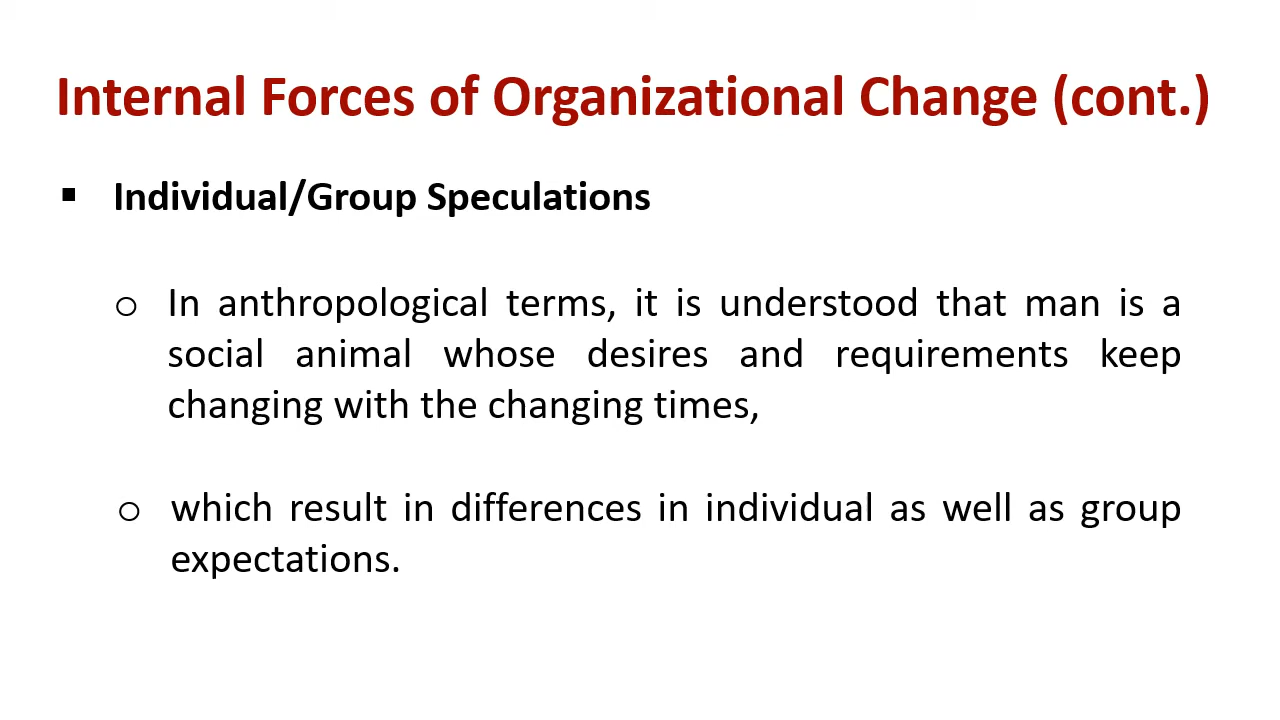 Internal Forces of Organizational Change (cont.)
▪ Individual/Group Speculations
o In anthropological terms, it is understood that man is a
social animal whose desires and requirements keep
changing with the changing times,
o which result in differences in individual as well as group
expectations.